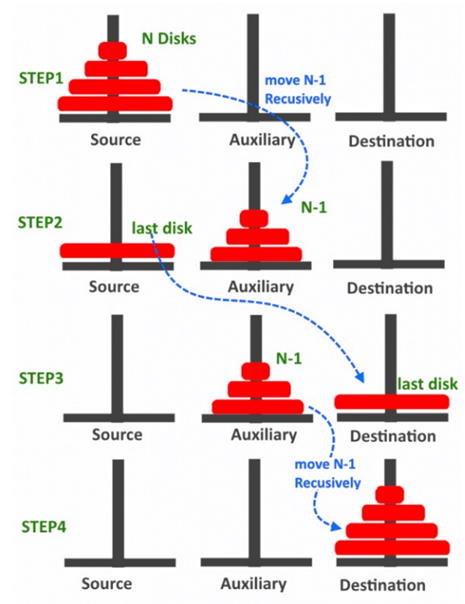 N Disks
STEP1
move N-1
Recusively
Source
Auxiliary
Destination
STEP2
last disk
N-1
Source
Auxiliary
Destination
STEP3
N-1
last disk
Source
Auxiliary
Destination
move N-1
Recusively
STEP4
Source
Auxiliary
Destination